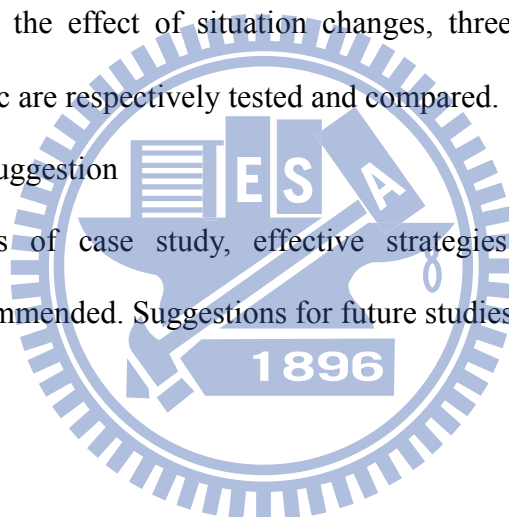 the effect of situation changes, three
c are respectively tested and compared.
uggestion
E S A
s of case study, effective strategies
mmended. Suggestions for future studies
1896